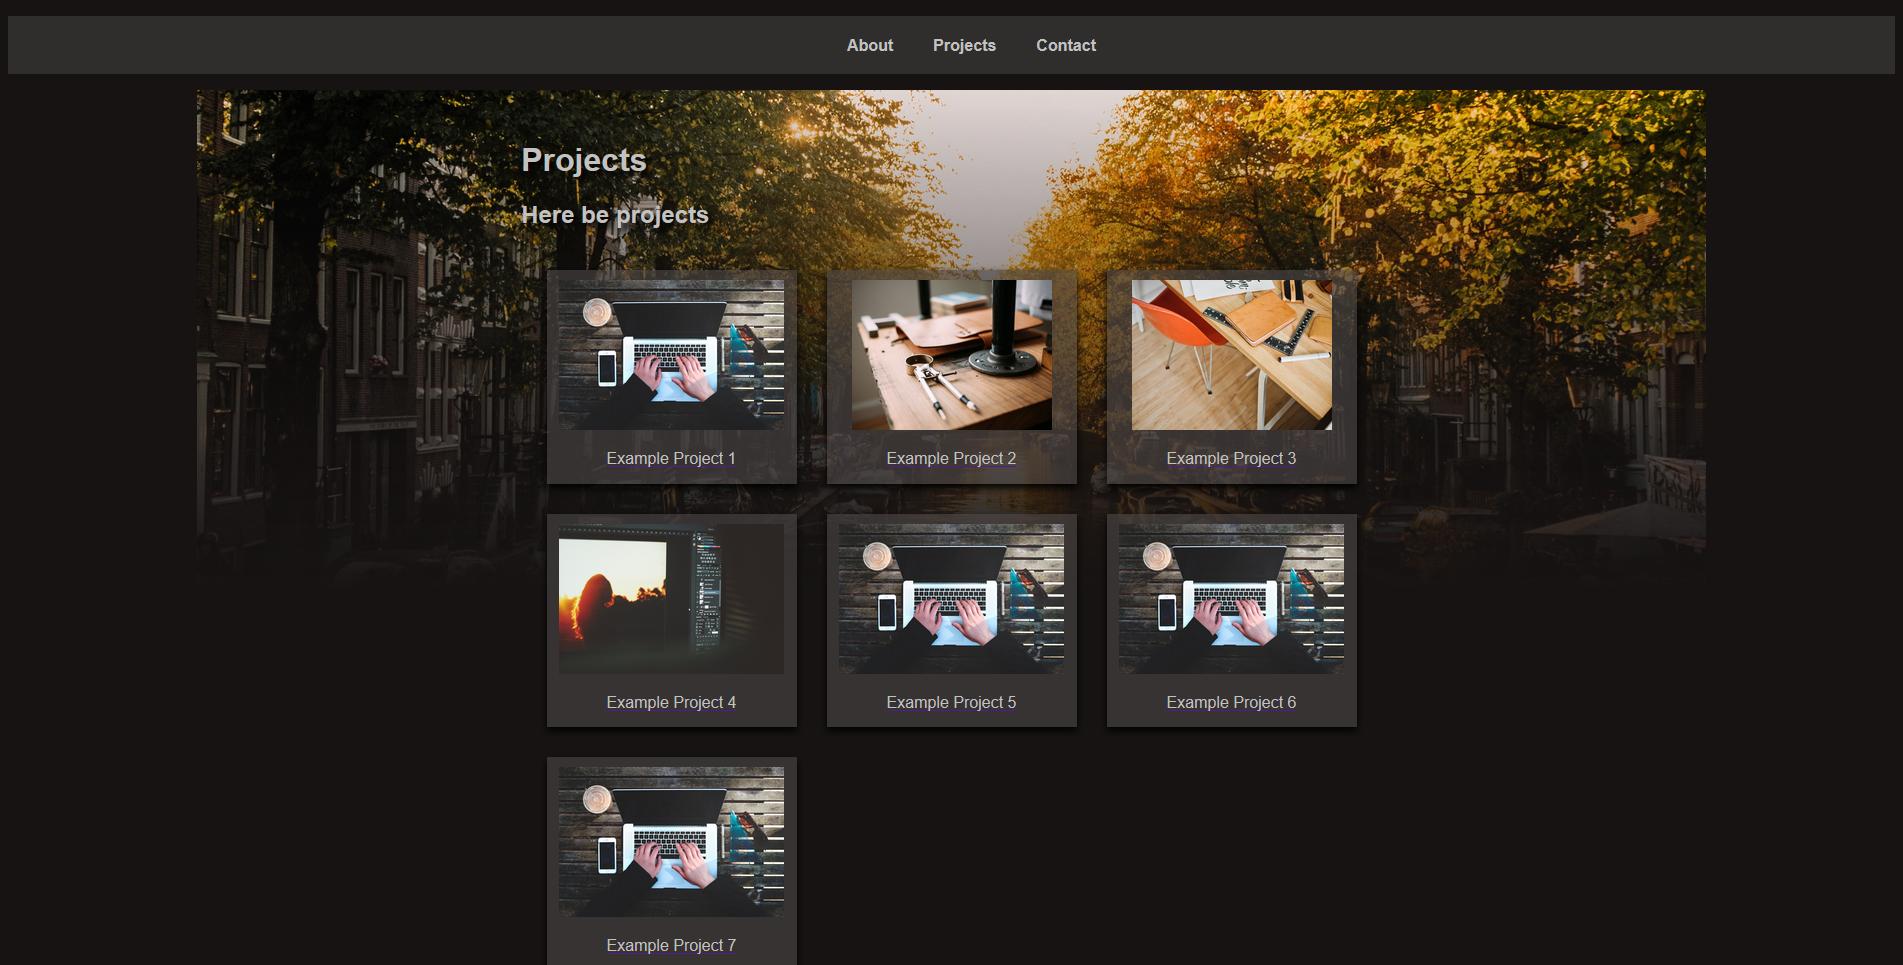 About Projects Contact
Projects
Here be projects
Example Project 1
Example Project 2
Example Project 3
Example Project 4
Example Project 5
Example Project 6
Example Project 7